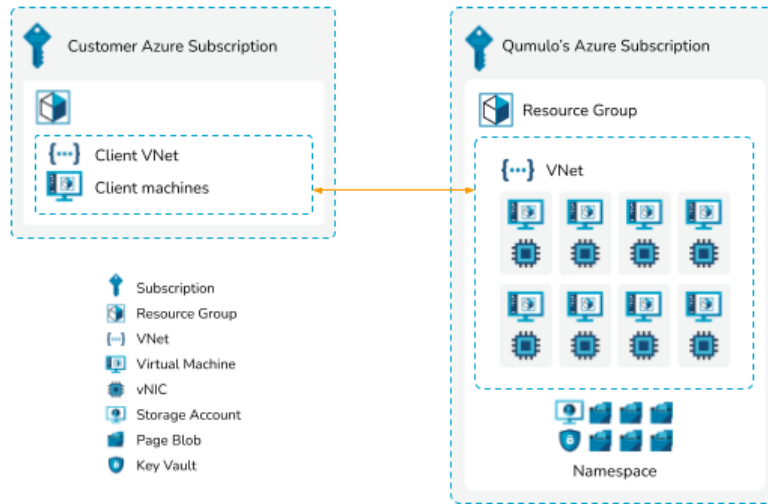 Customer Azure Subscription
Client VNet
Client machines
Qumulo's Azure Subscription
Resource Group
VNet
Namespace
Subscription
Resource Group
VNet
Virtual Machine
vNIC
Storage Account
Page Blob
Key Vault